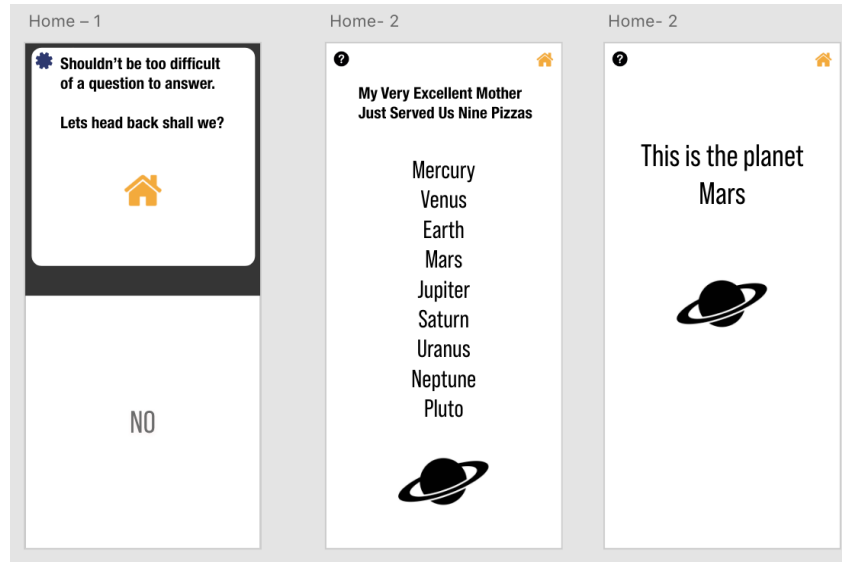 Home – 1
Shouldn't be too difficult
of a question to answer.
Lets head back shall we?
NO
Home- 2
?
My Very Excellent Mother
Just Served Us Nine Pizzas
Mercury
Venus
Earth
Mars
Jupiter
Saturn
Uranus
Neptune
Pluto
Home- 2
?
This is the planet
Mars